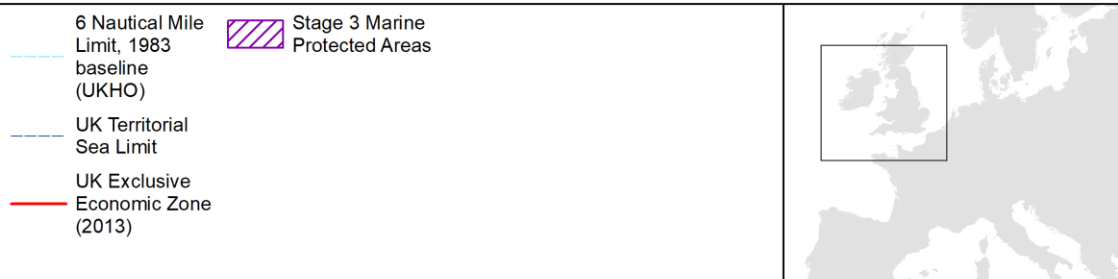 6 Nautical Mile
Limit, 1983
baseline
(UKHO)
UK Territorial
Sea Limit
UK Exclusive
Economic Zone
(2013)
Stage 3 Marine
Protected Areas